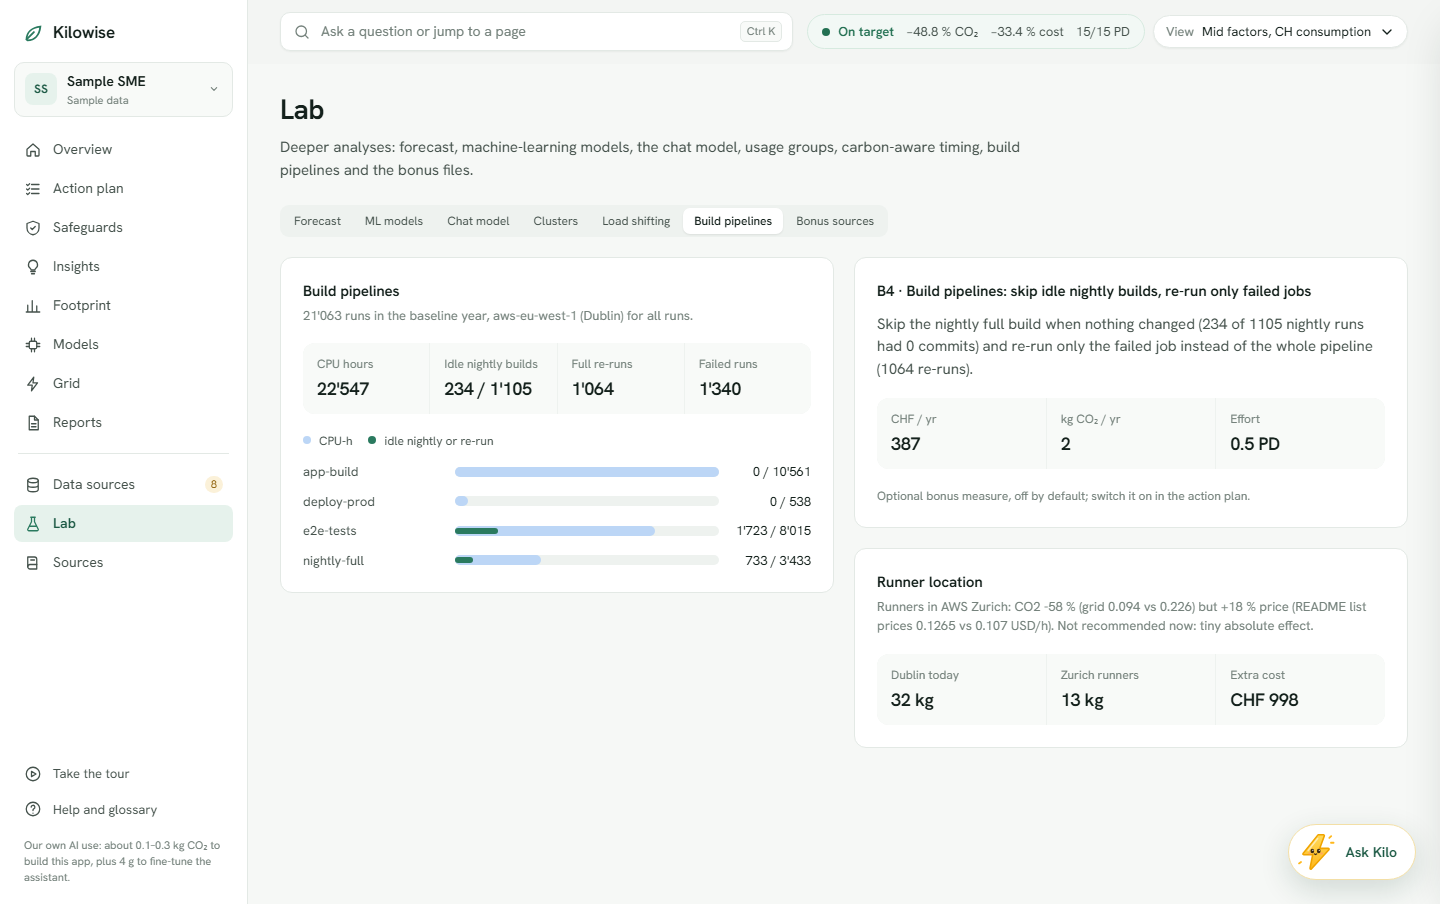 Kilowise
SS
Sample SME
Sample data
Overview
Action plan
Safeguards
Insights
Footprint
Models
Grid
Reports
Data sources
8
Lab
Sources
Take the tour
Help and glossary
Our own AI use: about 0.1–0.3 kg CO₂ to
build this app, plus 4 g to fine-tune the
assistant.
Ask a question or jump to a page
Ctrl K
On target −48.8 % CO₂ −33.4 % cost 15/15 PD
View Mid factors, CH consumption
Lab
Deeper analyses: forecast, machine-learning models, the chat model, usage groups, carbon-aware timing, build
pipelines and the bonus files.
Forecast ML models Chat model Clusters Load shifting Build pipelines Bonus sources
Build pipelines
21'063 runs in the baseline year, aws-eu-west-1 (Dublin) for all runs.
CPU hours Idle nightly builds Full re-runs Failed runs
22'547 234 / 1'105 1'064 1'340
CPU-h idle nightly or re-run
app-build 0 / 10'561
deploy-prod 0 / 538
e2e-tests 1'723 / 8'015
nightly-full 733 / 3'433
B4 · Build pipelines: skip idle nightly builds, re-run only failed jobs
Skip the nightly full build when nothing changed (234 of 1105 nightly runs
had 0 commits) and re-run only the failed job instead of the whole pipeline
(1064 re-runs).
CHF / yr kg CO₂ / yr Effort
387 2 0.5 PD
Optional bonus measure, off by default; switch it on in the action plan.
Runner location
Runners in AWS Zurich: CO2 -58 % (grid 0.094 vs 0.226) but +18 % price (README list
prices 0.1265 vs 0.107 USD/h). Not recommended now: tiny absolute effect.
Dublin today Zurich runners Extra cost
32 kg 13 kg CHF 998
Ask Kilo